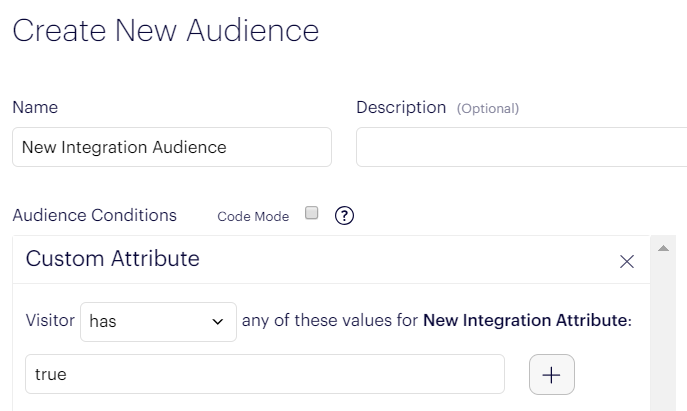 Create New Audience
Name
Description (Optional)
New Integration Audience
Audience Conditions Code Mode ?
Custom Attribute
Visitor has any of these values for New Integration Attribute:
true